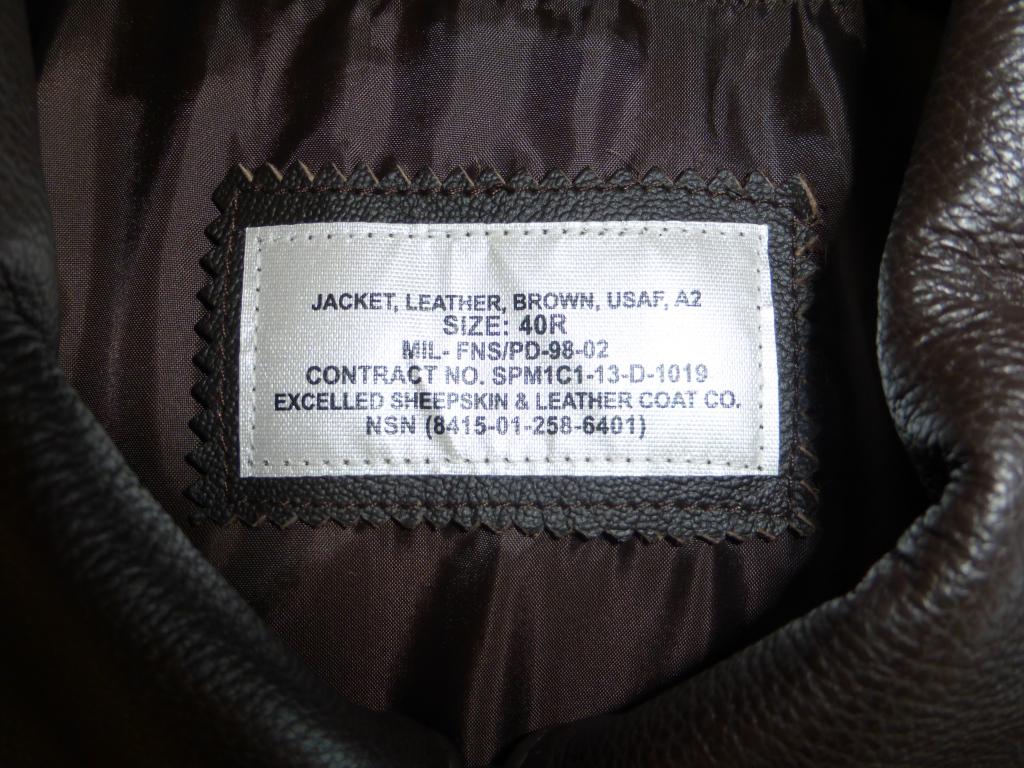 JACKET, LEATHER, BROWN, USAF, A2
SIZE: 40R
MIL- FNS/PD-98-02
CONTRACT NO. SPM1C1-13-D-1019
EXCELLED SHEEPSKIN & LEATHER COAT CO.
NSN (8415-01-258-6401)